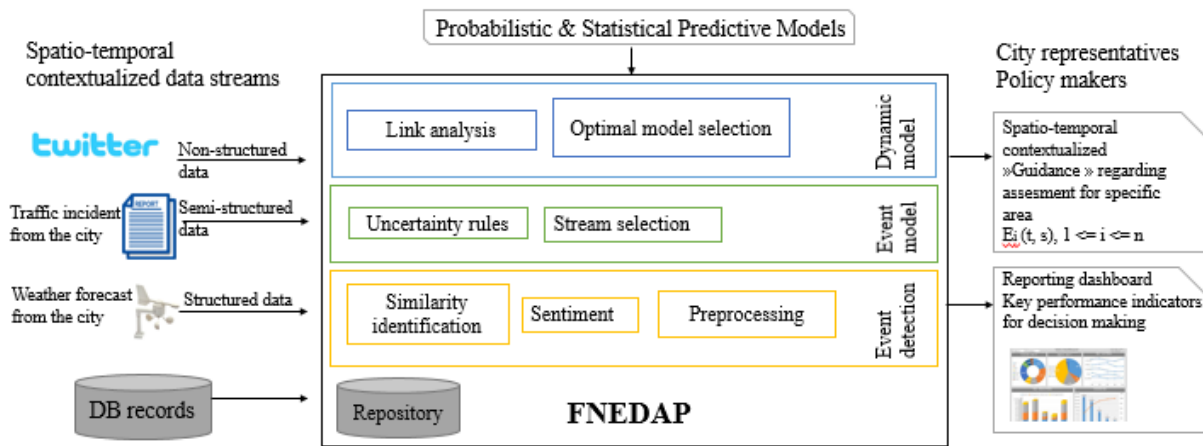 Probabilistic & Statistical Predictive Models
Spatio-temporal
contextualized data streams
twitter
Non-structured
data
Traffic incident
from the city
REPORT
Semi-structured
data
Weather forecast
from the city
Structured data
DB records
Link analysis
Optimal model selection
Dynamic
model
Uncertainty rules
Stream selection
Event
model
Similarity
identification
Sentiment
Preprocessing
Event
detection
Repository
FNEDAP
City representatives
Policy makers
Spatio-temporal
contextualized
»Guidance » regarding
assesment for specific
area
Ei (t, s), 1 <= i <= n
Reporting dashboard
Key performance indicators
for decision making